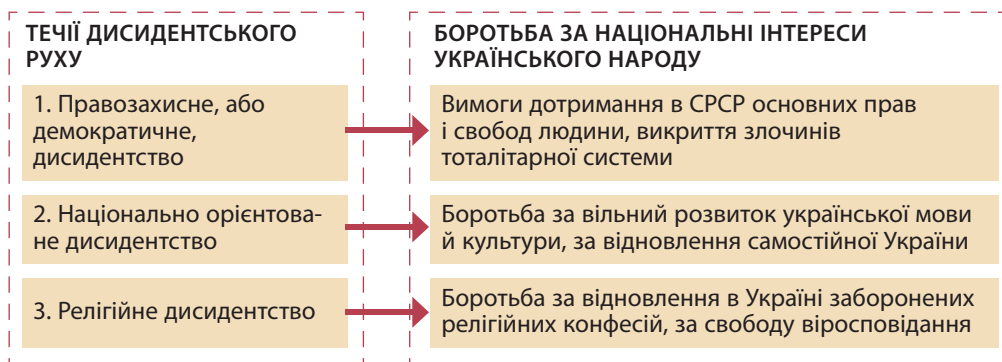 ТЕЧІЇ ДИСИДЕНТСЬКОГО
РУХУ
1. Правозахисне, або
демократичне,
дисидентство
2. Національно орієнтова-
не дисидентство
3. Релігійне дисидентство
БОРОТЬБА ЗА НАЦІОНАЛЬНІ ІНТЕРЕСИ
УКРАЇНСЬКОГО НАРОДУ
Вимоги дотримання в СРСР основних прав
і свобод людини, викриття злочинів
тоталітарної системи
Боротьба за вільний розвиток української мови
й культури, за відновлення самостійної України
Боротьба за відновлення в Україні заборонених
релігійних конфесій, за свободу віросповідання